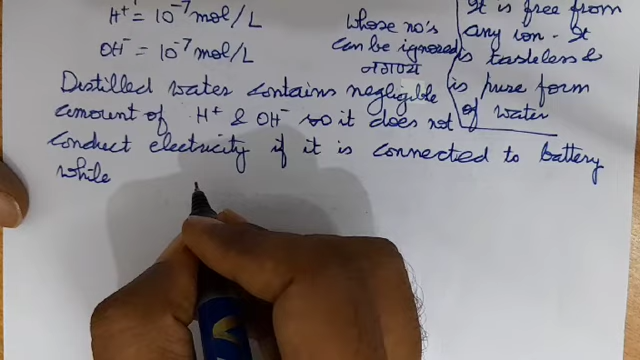 H⁺ = 10⁻⁷ mol/L
OH⁻ = 10⁻⁷ mol/L
whose no's
can be ignored
नगण्य
It is free from
any ion. It
is tasteless &
is pure form
of water
Distilled water contains negligible
amount of H⁺ & OH⁻ so it does not
conduct electricity if it is connected to battery
while